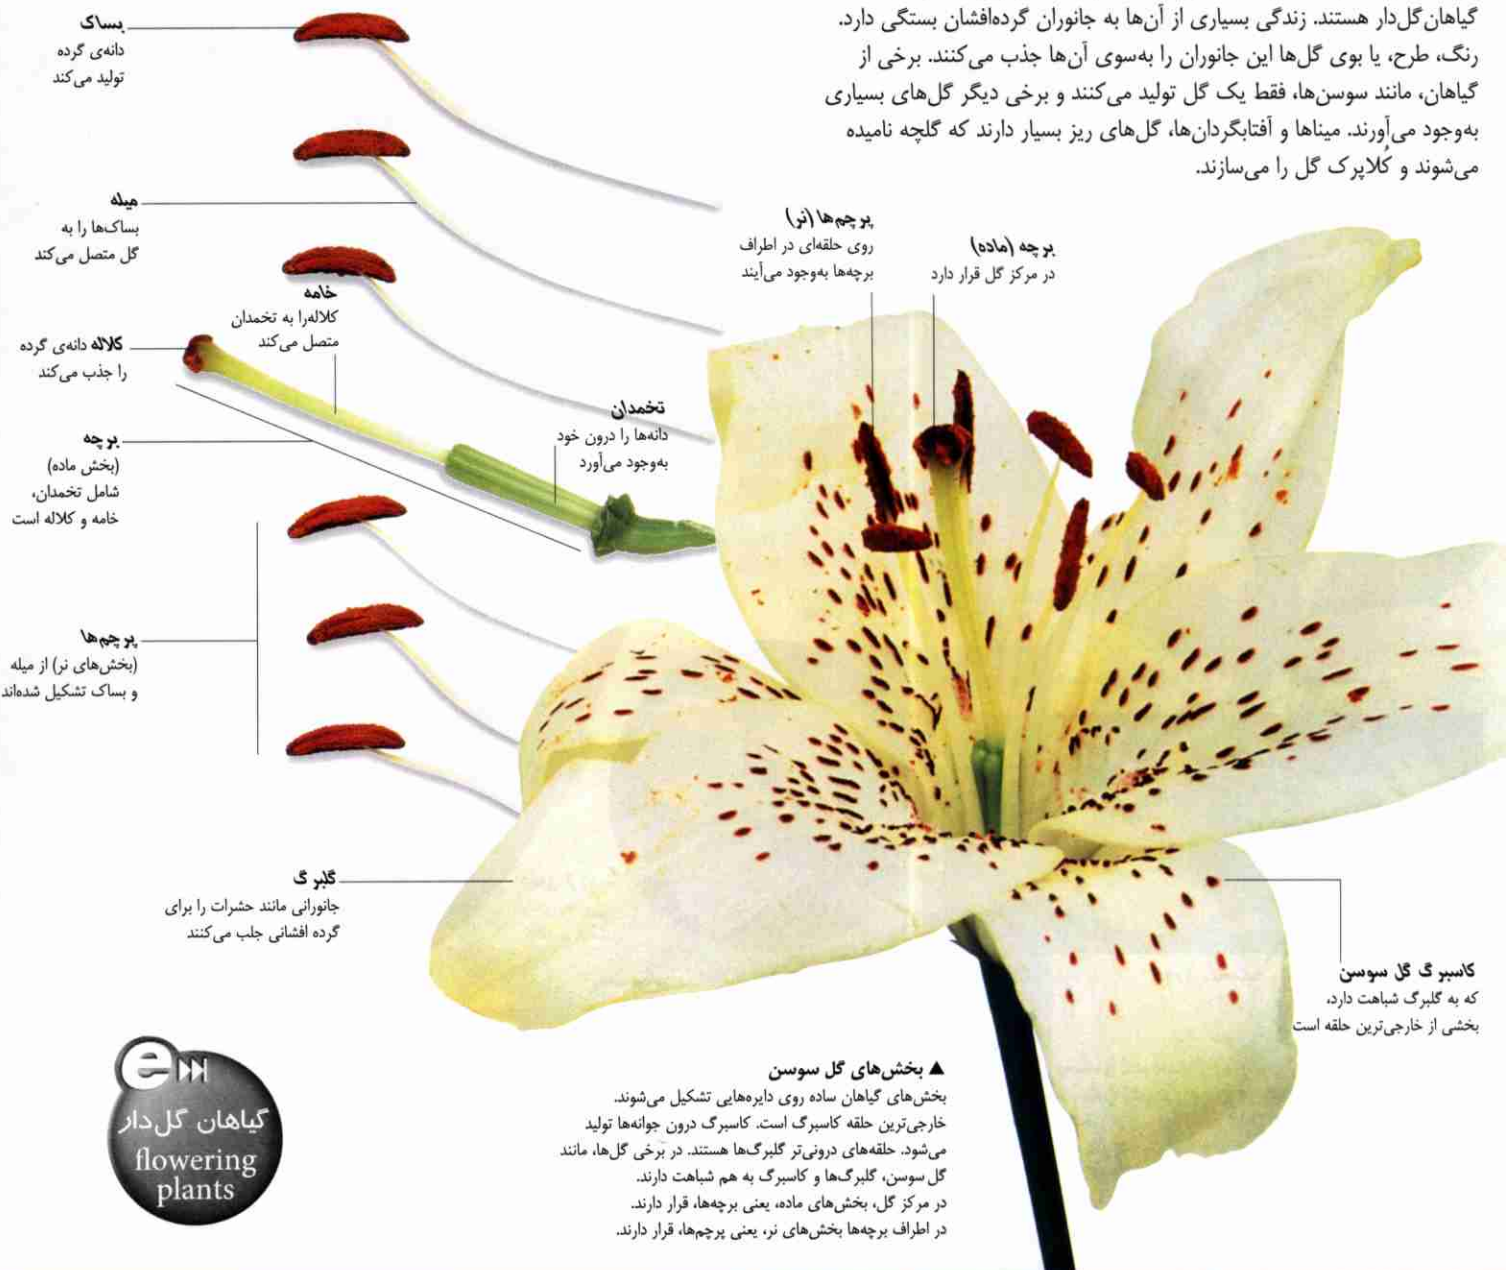 گیاهان گل‌دار هستند. زندگی بسیاری از آن‌ها به جانوران گرده‌افشان بستگی دارد.
رنگ، طرح، یا بوی گل‌ها این جانوران را به‌سوی آن‌ها جذب می‌کنند. برخی از
گیاهان، مانند سوسن‌ها، فقط یک گل تولید می‌کنند و برخی دیگر گل‌های بسیاری
به‌وجود می‌آورند. میناها و آفتابگردان‌ها، گل‌های ریز بسیار دارند که گلچه نامیده
می‌شوند و کُلاپرک گل را می‌سازند.
بساک
دانه‌ی گرده
تولید می‌کند
میله
بساک‌ها را به
گل متصل می‌کند
پرچم‌ها (نر)
روی حلقه‌ای در اطراف
برچه‌ها به‌وجود می‌آیند
برچه (ماده)
در مرکز گل قرار دارد
خامه
کلاله‌را به تخمدان
متصل می‌کند
کلاله دانه‌ی گرده
را جذب می‌کند
تخمدان
دانه‌ها را درون خود
به‌وجود می‌آورد
برچه
(بخش ماده)
شامل تخمدان،
خامه و کلاله است
پرچم‌ها
(بخش‌های نر) از میله
و بساک تشکیل شده‌اند
گلبرگ
جانورانی مانند حشرات را برای
گرده افشانی جلب می‌کنند
کاسبرگ گل سوسن
که به گلبرگ شباهت دارد،
بخشی از خارجی‌ترین حلقه است
▲ بخش‌های گل سوسن
بخش‌های گیاهان ساده روی دایره‌هایی تشکیل می‌شوند.
خارجی‌ترین حلقه کاسبرگ است. کاسبرگ درون جوانه‌ها تولید
می‌شود. حلقه‌های درونی‌تر گلبرگ‌ها هستند. در برخی گل‌ها، مانند
گل سوسن، گلبرگ‌ها و کاسبرگ به هم شباهت دارند.
در مرکز گل، بخش‌های ماده، یعنی برچه‌ها، قرار دارند.
در اطراف برچه‌ها بخش‌های نر، یعنی پرچم‌ها، قرار دارند.
e
گیاهان گل‌دار
flowering
plants